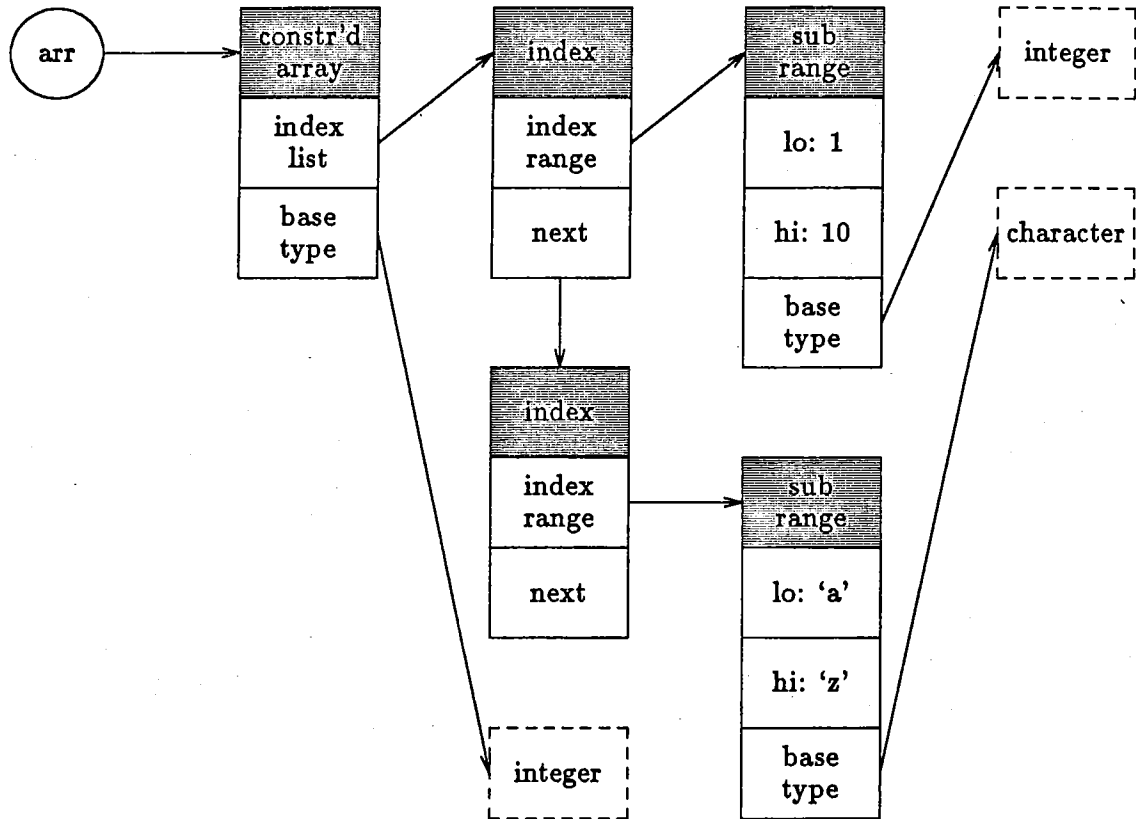 arr
constr'd
array
index
list
base
type
index
index
range
next
sub
range
lo: 1
hi: 10
base
type
integer
character
index
index
range
next
sub
range
lo: ‘a’
hi: ‘z’
base
type
integer